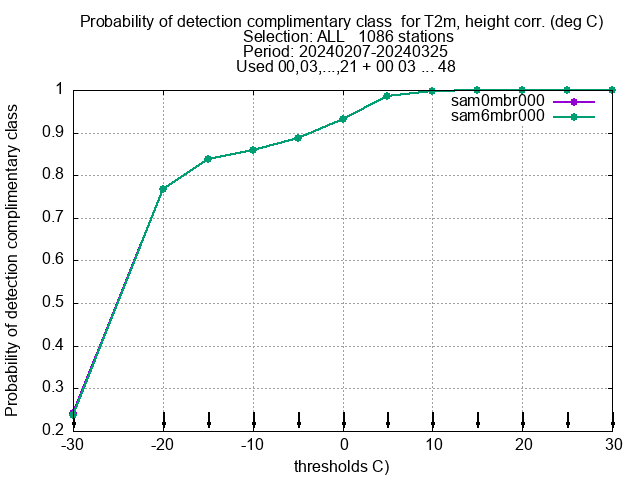 Probability of detection complimentary class  for T2m, height corr. (deg C)
Selection: ALL   1086 stations
Period: 20240207-20240325
Used 00,03,...,21 + 00 03 ... 48
Probability of detection complimentary class
1
0.9
0.8
0.7
0.6
0.5
0.4
0.3
0.2
sam0mbr000
sam6mbr000
-30 -20 -10 0 10 20 30
thresholds C)